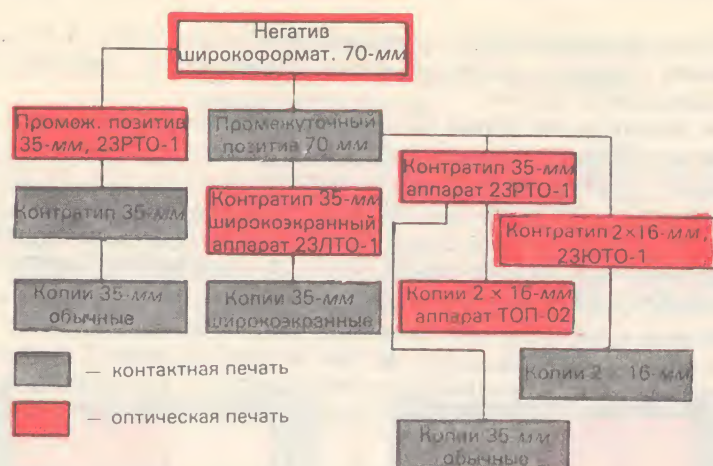 Негатив
широкоформат. 70-мм
Промеж. позитив
35-мм, 23РТО-1
Промежуточный
позитив 70 мм
Контратип 35-мм
аппарат 23РТО-1
Контратип 35-мм
Контратип 35-мм
широкоэкранный
аппарат 23ЛТО-1
Контратип 2×16-мм,
23ЮТО-1
Копии 35-мм
обычные
Копии 35-мм
широкоэкранные
Копии 2 × 16-мм
аппарат ТОП-02
Копии 2 × 16-мм
— контактная печать
— оптическая печать
Копии 35 мм
обычные